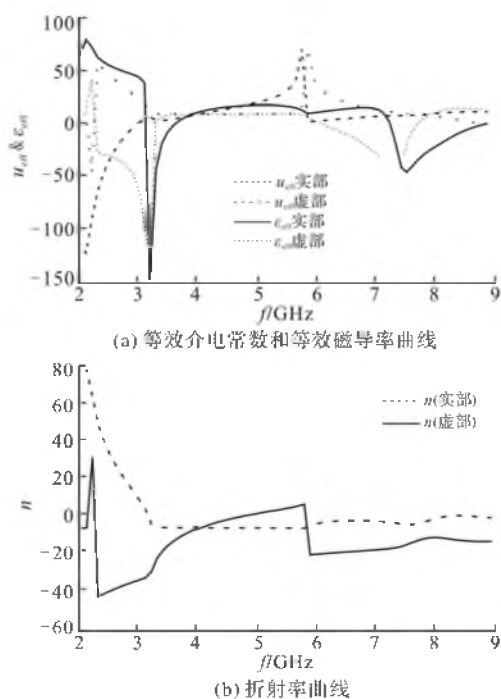 100
50
0
-50
-100
-150
u_eff & ε_eff
u_eff实部
u_eff虚部
ε_eff实部
ε_eff虚部
2 3 4 5 6 7 8 9
f/GHz
(a) 等效介电常数和等效磁导率曲线
80
60
40
20
0
-20
-40
-60
n
n(实部)
n(虚部)
2 3 4 5 6 7 8 9
f/GHz
(b) 折射率曲线